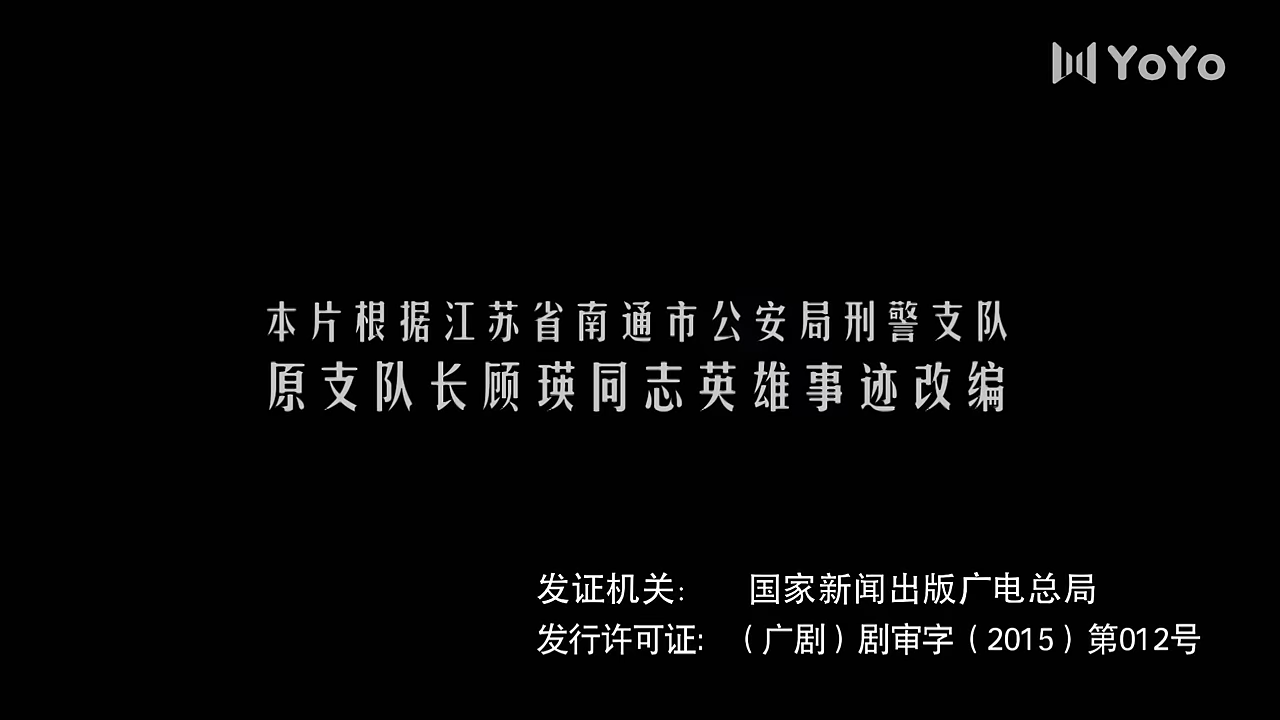 YoYo
本片根据江苏省南通市公安局刑警支队
原支队长顾瑛同志英雄事迹改编
发证机关： 国家新闻出版广电总局
发行许可证:（广剧）剧审字（2015）第012号